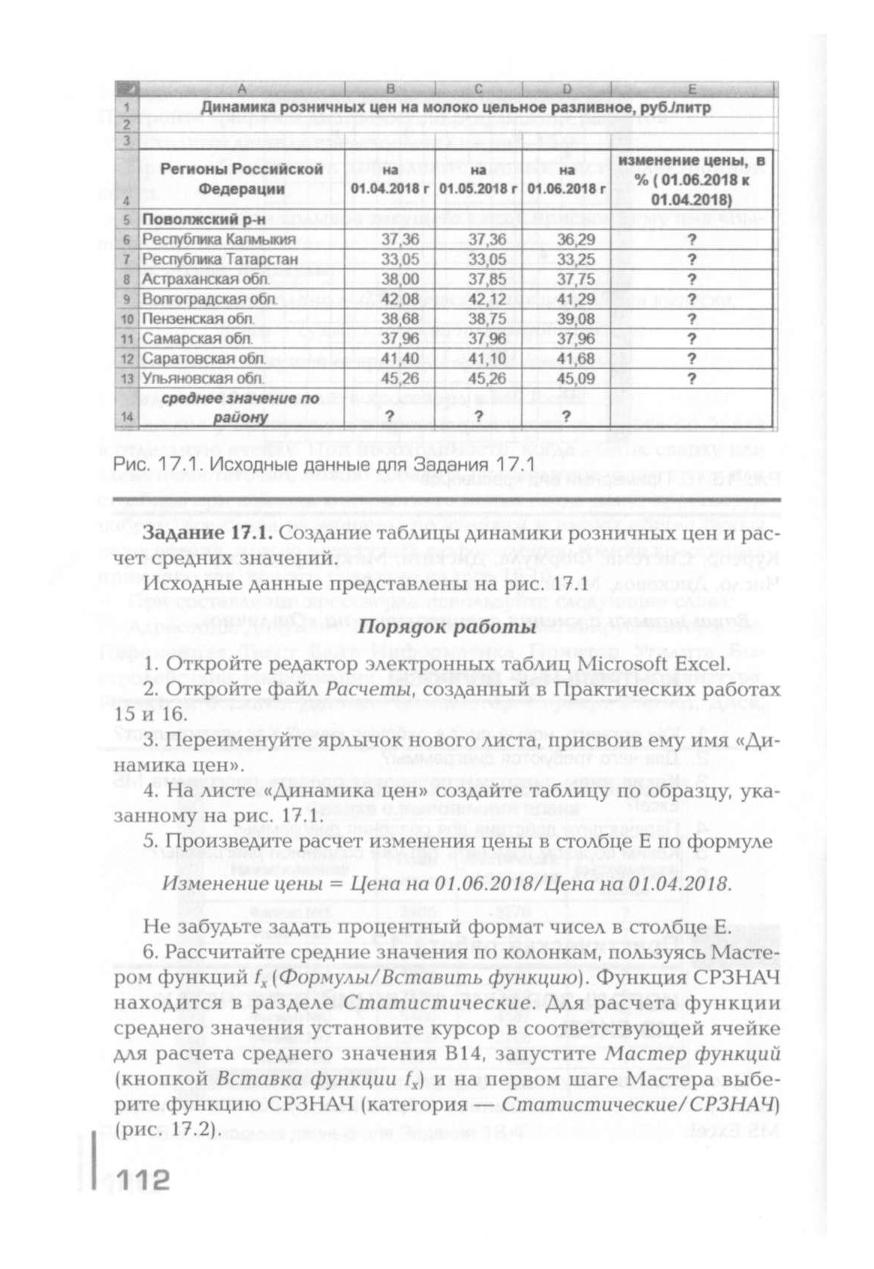 A B C D E
1 Динамика розничных цен на молоко цельное разливное, руб./литр
2
3
4 Регионы Российской Федерации на 01.04.2018 г на 01.05.2018 г на 01.06.2018 г изменение цены, в % ( 01.06.2018 к 01.04.2018)
5 Поволжский р-н
6 Республика Калмыкия 37,36 37,36 36,29 ?
7 Республика Татарстан 33,05 33,05 33,25 ?
8 Астраханская обл. 38,00 37,85 37,75 ?
9 Волгоградская обл. 42,08 42,12 41,29 ?
10 Пензенская обл. 38,68 38,75 39,08 ?
11 Самарская обл. 37,96 37,96 37,96 ?
12 Саратовская обл. 41,40 41,10 41,68 ?
13 Ульяновская обл. 45,26 45,26 45,09 ?
14 среднее значение по району ? ? ?
Рис. 17.1. Исходные данные для Задания 17.1
Задание 17.1. Создание таблицы динамики розничных цен и рас-
чет средних значений.
Исходные данные представлены на рис. 17.1
Порядок работы
1. Откройте редактор электронных таблиц Microsoft Excel.
2. Откройте файл Расчеты, созданный в Практических работах
15 и 16.
3. Переименуйте ярлычок нового листа, присвоив ему имя «Ди-
намика цен».
4. На листе «Динамика цен» создайте таблицу по образцу, ука-
занному на рис. 17.1.
5. Произведите расчет изменения цены в столбце E по формуле
Изменение цены = Цена на 01.06.2018/Цена на 01.04.2018.
Не забудьте задать процентный формат чисел в столбце E.
6. Рассчитайте средние значения по колонкам, пользуясь Масте-
ром функций fx (Формулы/Вставить функцию). Функция СРЗНАЧ
находится в разделе Статистические. Для расчета функции
среднего значения установите курсор в соответствующей ячейке
для расчета среднего значения B14, запустите Мастер функций
(кнопкой Вставка функции fx) и на первом шаге Мастера выбе-
рите функцию СРЗНАЧ (категория — Статистические/СРЗНАЧ)
(рис. 17.2).
112